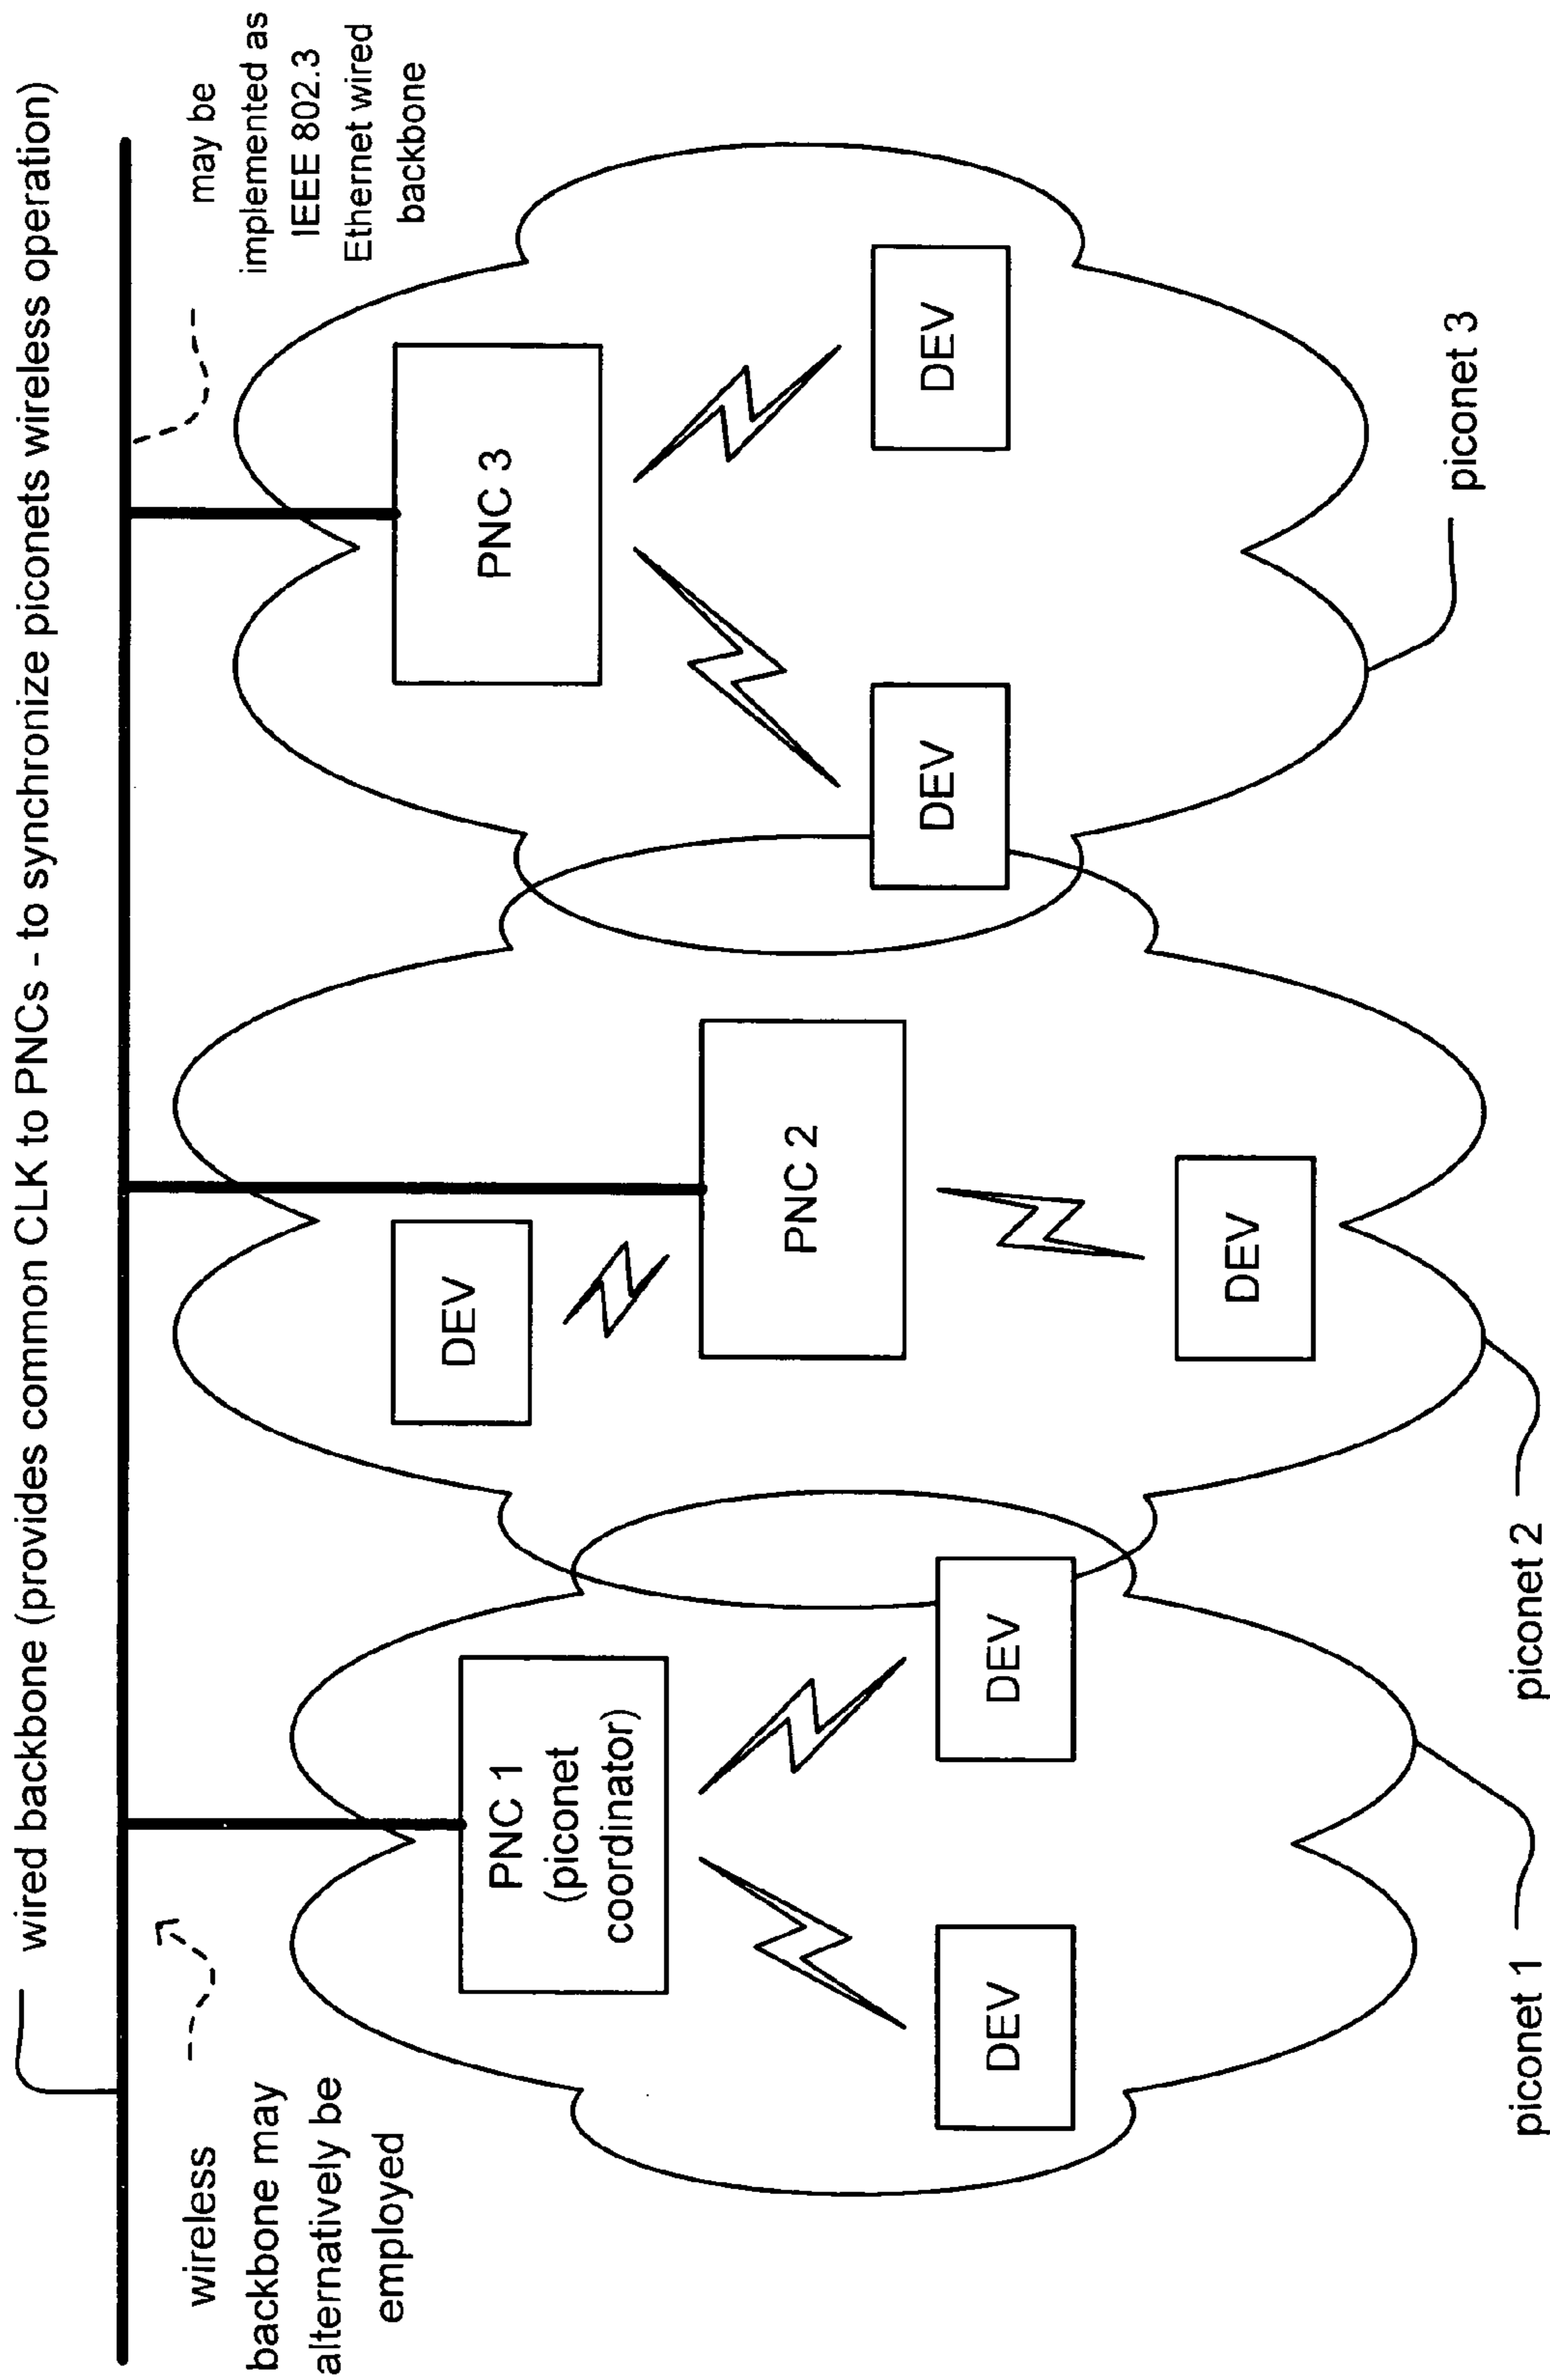 wired backbone (provides common CLK to PNCs - to synchronize piconets wireless operation)
wireless
backbone may
alternatively be
employed
may be
implemented as
IEEE 802.3
Ethernet wired
backbone
PNC 1
(piconet
coordinator)
DEV
DEV
DEV
PNC 2
DEV
PNC 3
DEV
DEV
piconet 1
piconet 2
piconet 3